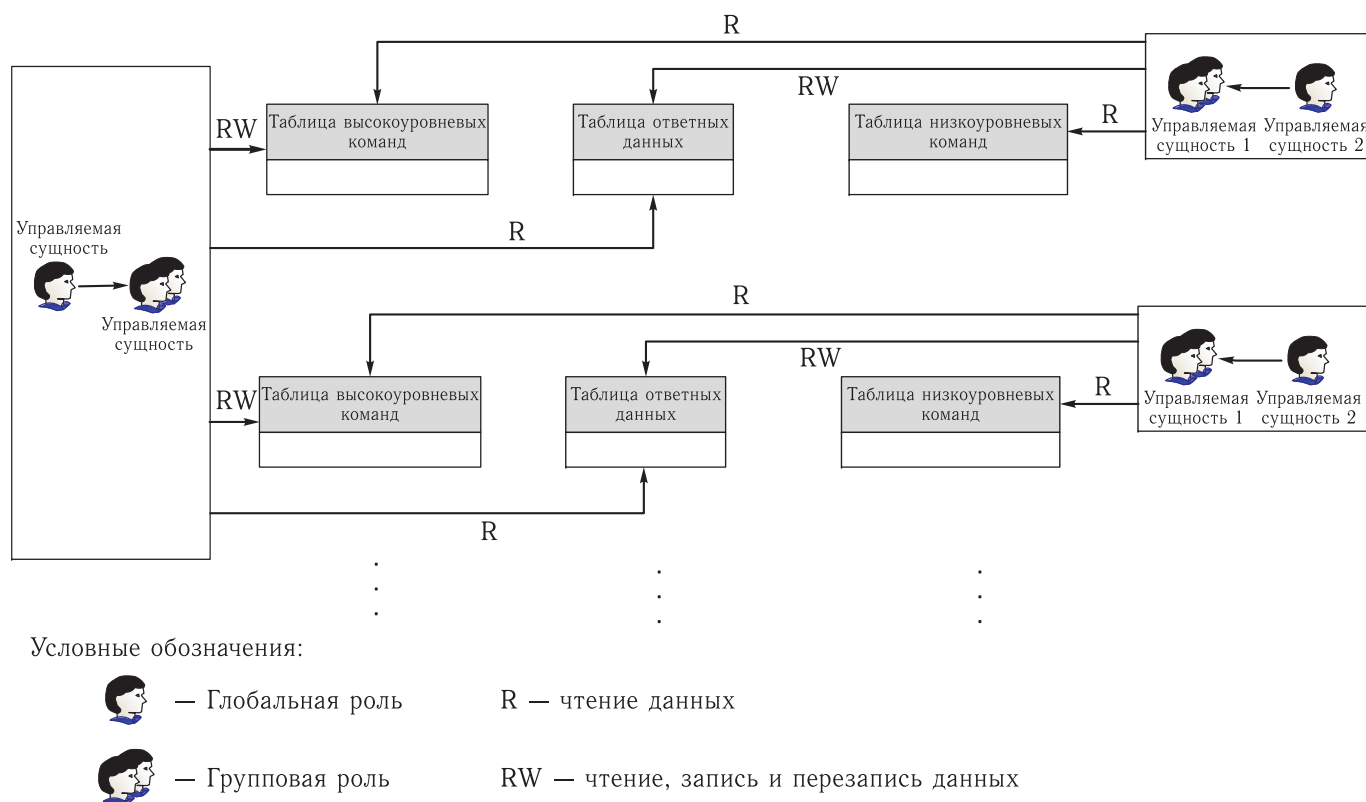 R
RW
R
RW
Таблица высокоуровневых
команд
Таблица ответных
данных
Таблица низкоуровневых
команд
Управляемая
сущность 1
Управляемая
сущность 2
R
Управляемая
сущность
Управляемая
сущность
R
RW
R
RW
Таблица высокоуровневых
команд
Таблица ответных
данных
Таблица низкоуровневых
команд
Управляемая
сущность 1
Управляемая
сущность 2
R
Условные обозначения:
— Глобальная роль
R — чтение данных
— Групповая роль
RW — чтение, запись и перезапись данных